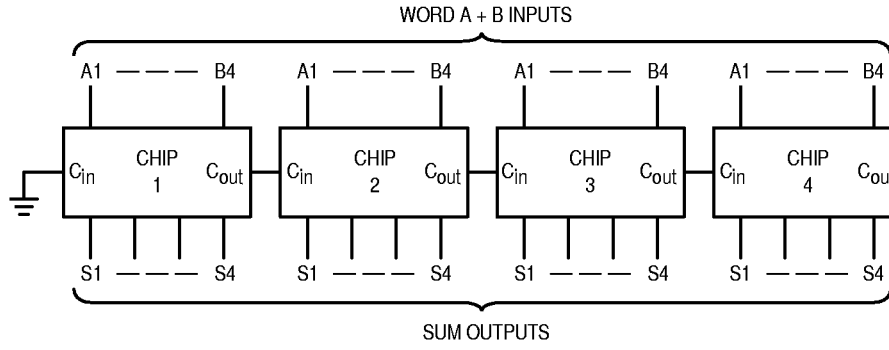 WORD A + B INPUTS
A1 B4 A1 B4 A1 B4 A1 B4
Cin CHIP 1 Cout Cin CHIP 2 Cout Cin CHIP 3 Cout Cin CHIP 4 Cou
S1 S4 S1 S4 S1 S4 S1 S4
SUM OUTPUTS